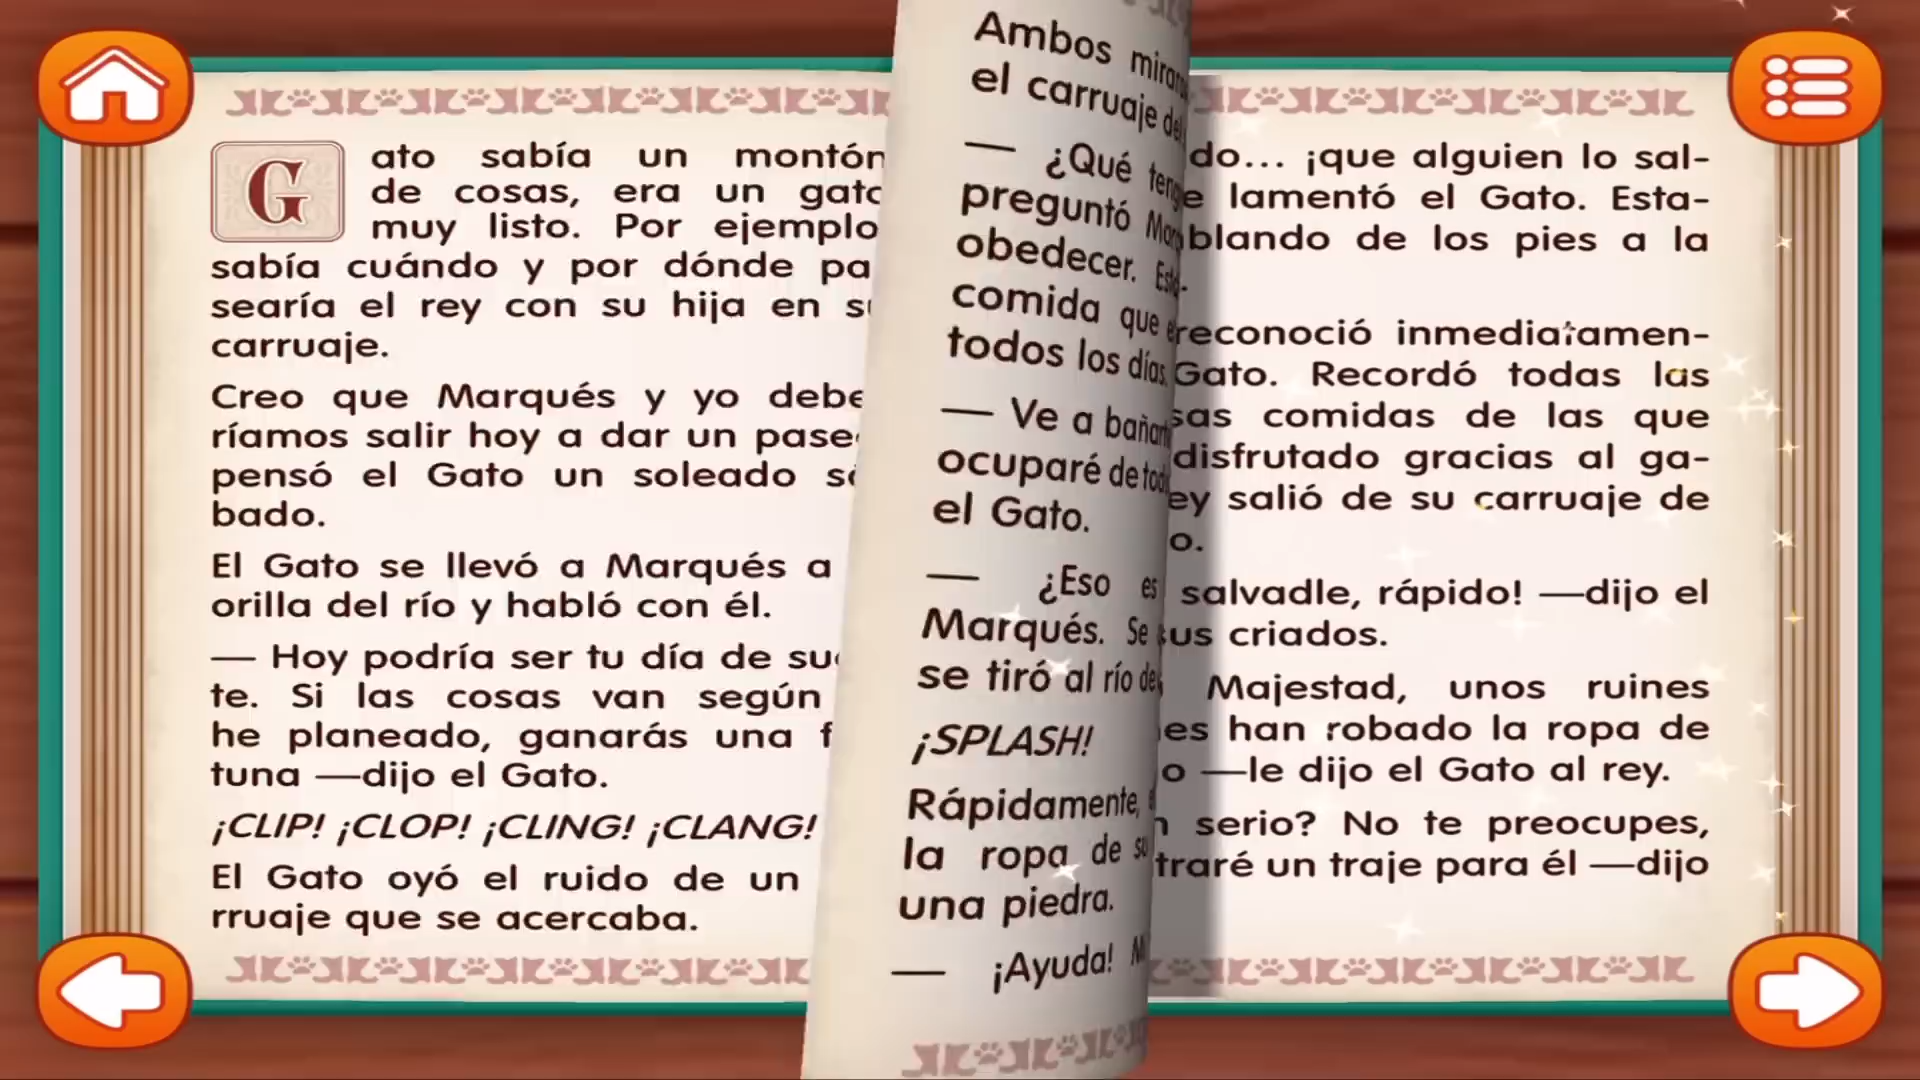 Gato sabía un montón
de cosas, era un gato
muy listo. Por ejemplo
sabía cuándo y por dónde pa
searía el rey con su hija en
carruaje.
Creo que Marqués y yo debe
ríamos salir hoy a dar un
pensó el Gato un soleado
bado.
El Gato se llevó a Marqués a
orilla del río y habló con él.
— Hoy podría ser tu día de
te. Si las cosas van según
he planeado, ganarás una
tuna —dijo el Gato.
¡CLIP! ¡CLOP! ¡CLING! ¡CLANG!
El Gato oyó el ruido de un
rruaje que se acercaba.
Ambos
el carruaje
— ¿Qué
preguntó
obedecer.
comida que
todos los días.
— Ve a
ocuparé de
el Gato.
— ¿Eso es
Marqués. Se
se tiró al río
¡SPLASH!
Rápidamente,
la ropa de
una piedra.
— ¡Ayuda!
do... ¡que alguien lo sal-
lamentó el Gato. Esta-
blando de los pies a la
reconoció inmediatamen-
Gato. Recordó todas las
comidas de las que
disfrutado gracias al ga-
salió de su carruaje de
salvadle, rápido! —dijo el
criados.
Majestad, unos ruines
han robado la ropa de
—le dijo el Gato al rey.
serio? No te preocupes,
traré un traje para él —dijo